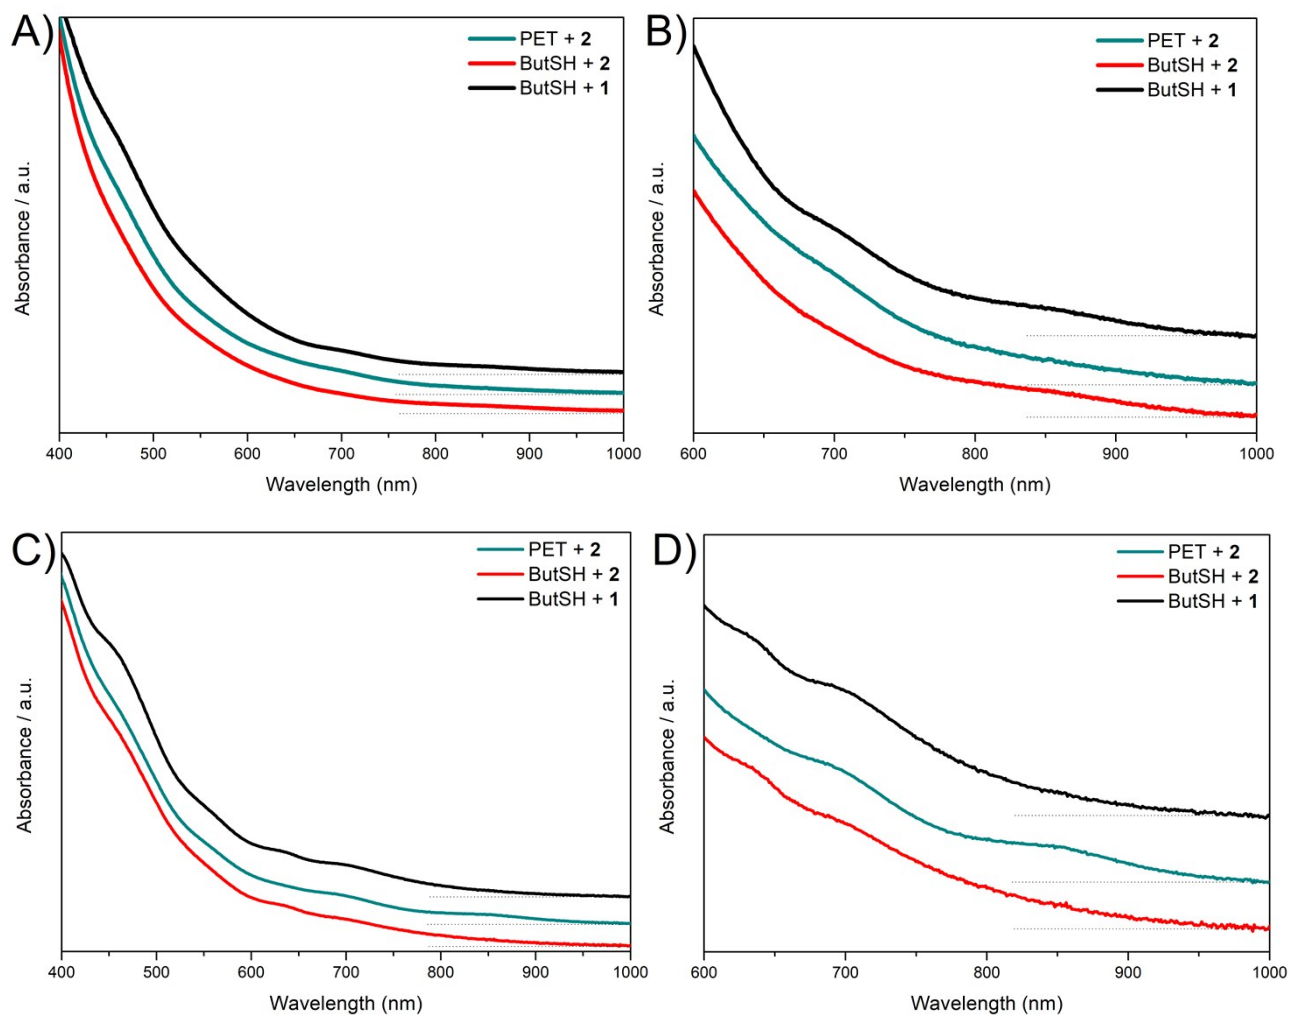 A)
PET + 2
ButSH + 2
ButSH + 1
Absorbance / a.u.
400 500 600 700 800 900 1000
Wavelength (nm)
B)
PET + 2
ButSH + 2
ButSH + 1
Absorbance / a.u.
600 700 800 900 1000
Wavelength (nm)
C)
PET + 2
ButSH + 2
ButSH + 1
Absorbance / a.u.
400 500 600 700 800 900 1000
Wavelength (nm)
D)
PET + 2
ButSH + 2
ButSH + 1
Absorbance / a.u.
600 700 800 900 1000
Wavelength (nm)